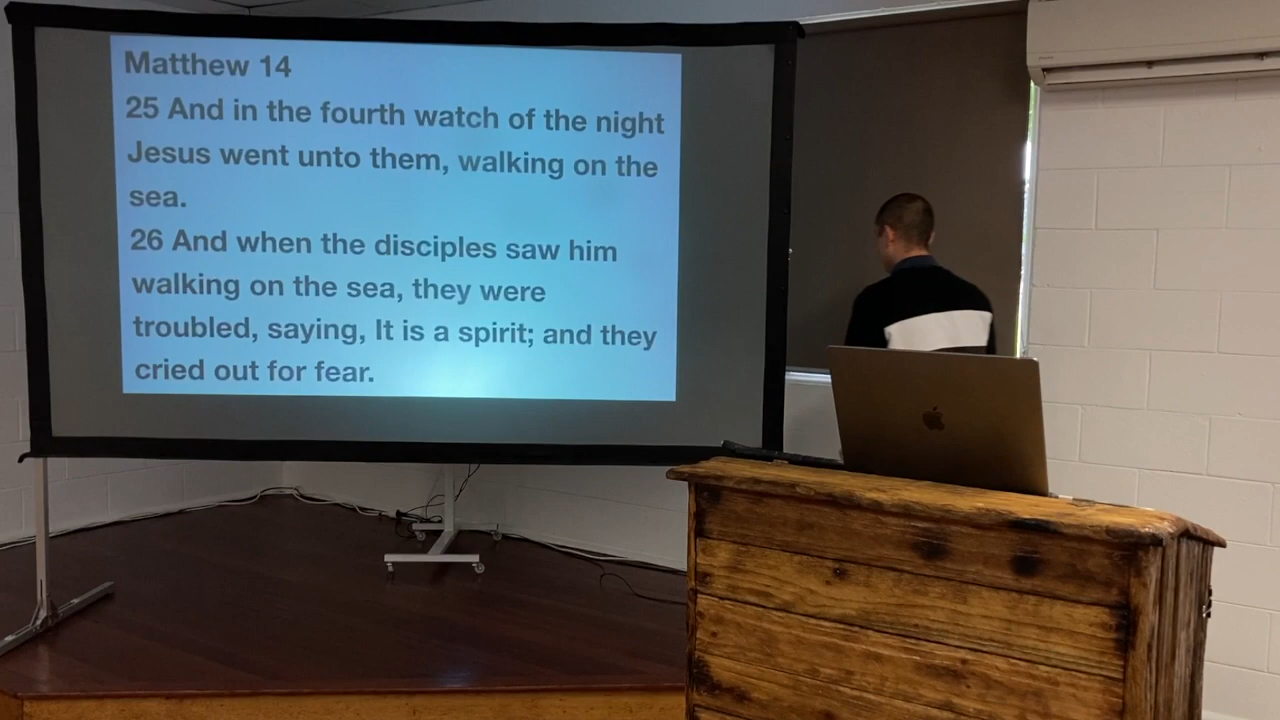 Matthew 14
25 And in the fourth watch of the night
Jesus went unto them, walking on the
sea.
26 And when the disciples saw him
walking on the sea, they were
troubled, saying, It is a spirit; and they
cried out for fear.